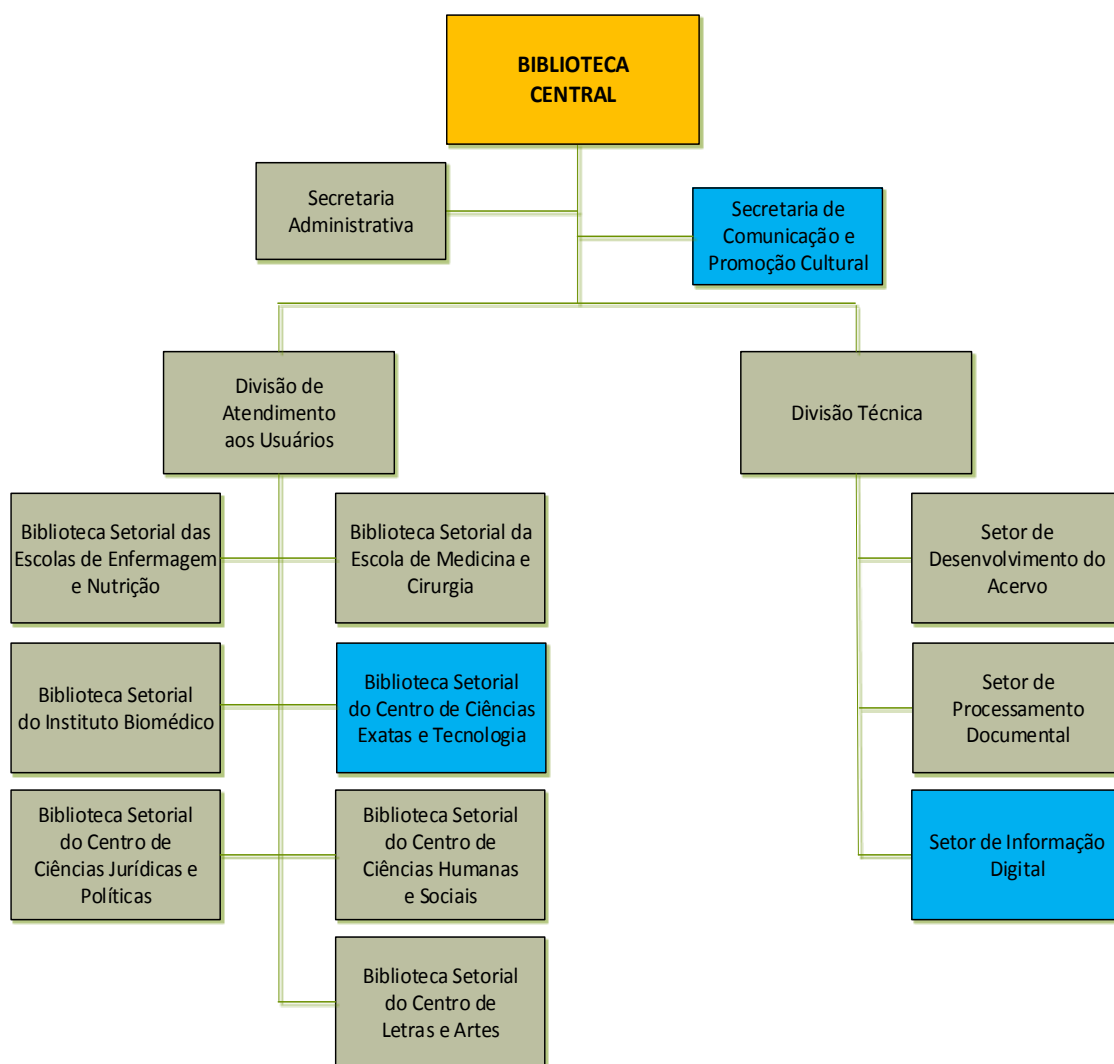 BIBLIOTECA
CENTRAL
Secretaria
Administrativa
Secretaria de
Comunicação e
Promoção Cultural
Divisão de
Atendimento
aos Usuários
Divisão Técnica
Biblioteca Setorial das
Escolas de Enfermagem
e Nutrição
Biblioteca Setorial da
Escola de Medicina e
Cirurgia
Setor de
Desenvolvimento do
Acervo
Biblioteca Setorial
do Instituto Biomédico
Biblioteca Setorial
do Centro de Ciências
Exatas e Tecnologia
Setor de
Processamento
Documental
Biblioteca Setorial
do Centro de
Ciências Jurídicas e
Políticas
Biblioteca Setorial
do Centro de
Ciências Humanas
e Sociais
Setor de Informação
Digital
Biblioteca Setorial
do Centro de
Letras e Artes